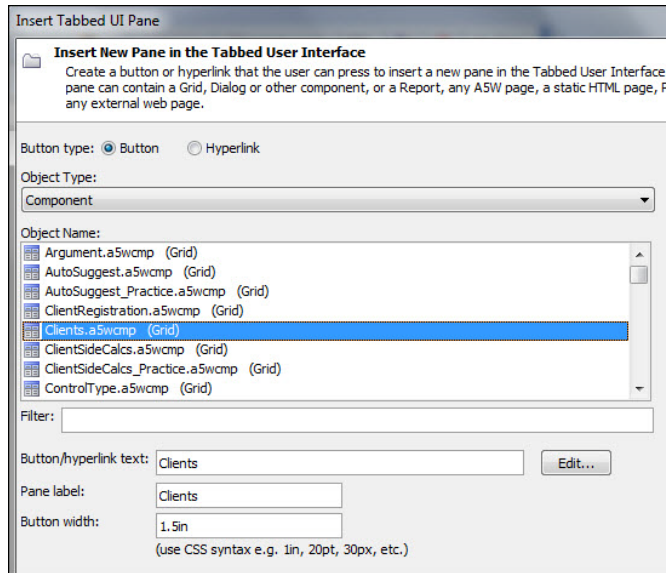 Insert Tabbed UI Pane
Insert New Pane in the Tabbed User Interface
Create a button or hyperlink that the user can press to insert a new pane in the Tabbed User Interface
pane can contain a Grid, Dialog or other component, or a Report, any A5W page, a static HTML page,
any external web page.
Button type: Button Hyperlink
Object Type:
Component
Object Name:
Argument.a5wcmp (Grid)
AutoSuggest.a5wcmp (Grid)
AutoSuggest_Practice.a5wcmp (Grid)
ClientRegistration.a5wcmp (Grid)
Clients.a5wcmp (Grid)
ClientSideCalcs.a5wcmp (Grid)
ClientSideCalcs_Practice.a5wcmp (Grid)
ControlType.a5wcmp (Grid)
Filter:
Button/hyperlink text: Clients Edit...
Pane label: Clients
Button width: 1.5in
(use CSS syntax e.g. 1in, 20pt, 30px, etc.)